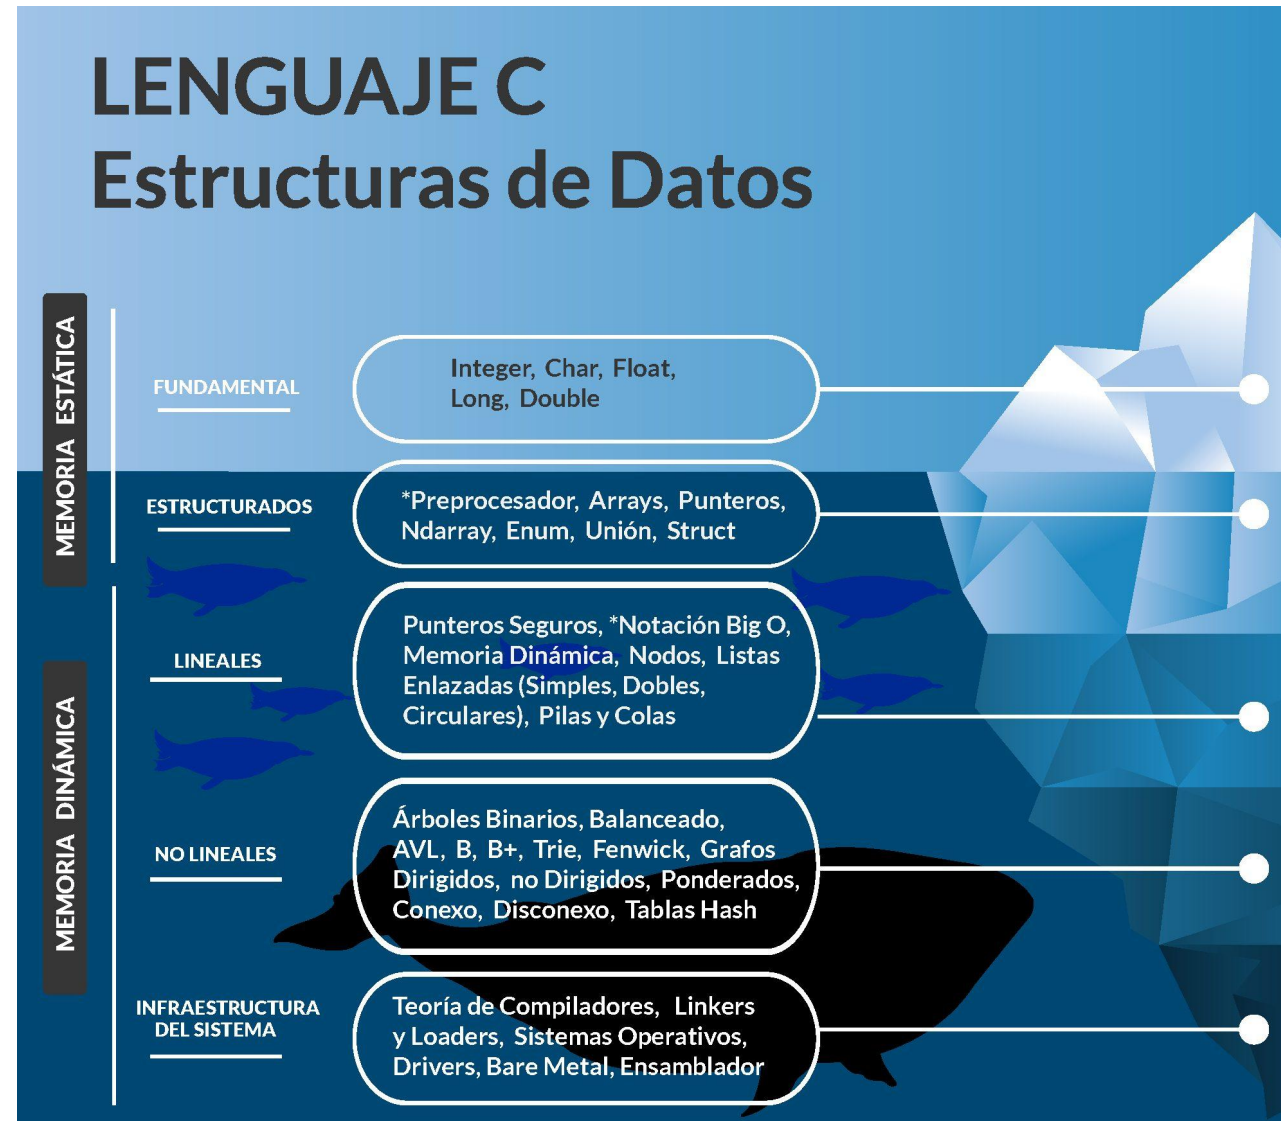 LENGUAJE C
Estructuras de Datos
MEMORIA ESTÁTICA
FUNDAMENTAL
Integer, Char, Float,
Long, Double
ESTRUCTURADOS
*Preprocesador, Arrays, Punteros,
Ndarray, Enum, Unión, Struct
MEMORIA DINÁMICA
LINEALES
Punteros Seguros, *Notación Big O,
Memoria Dinámica, Nodos, Listas
Enlazadas (Simples, Dobles,
Circulares), Pilas y Colas
NO LINEALES
Árboles Binarios, Balanceado,
AVL, B, B+, Trie, Fenwick, Grafos
Dirigidos, no Dirigidos, Ponderados,
Conexo, Disconexo, Tablas Hash
INFRAESTRUCTURA
DEL SISTEMA
Teoría de Compiladores, Linkers
y Loaders, Sistemas Operativos,
Drivers, Bare Metal, Ensamblador